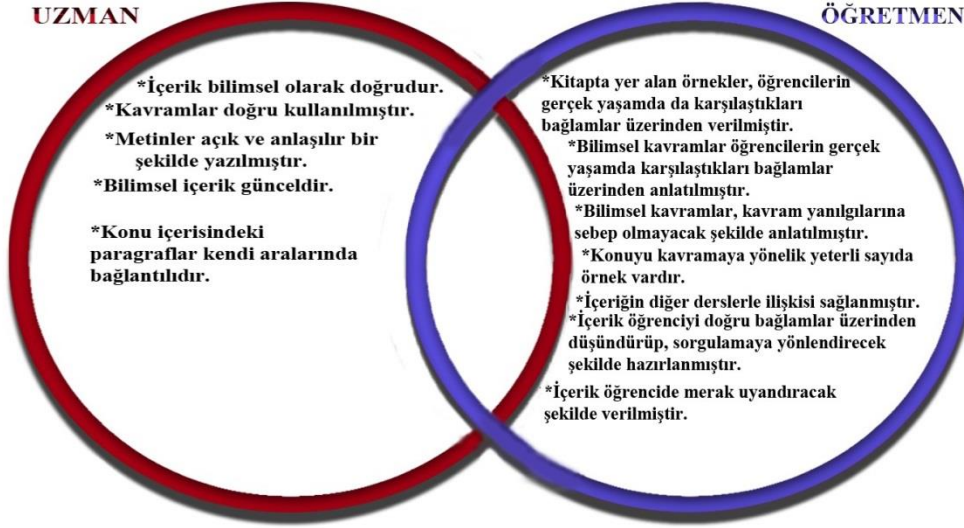 UZMAN
ÖĞRETMEN
*İçerik bilimsel olarak doğrudur.
*Kavramlar doğru kullanılmıştır.
*Metinler açık ve anlaşılır bir
şekilde yazılmıştır.
*Bilimsel içerik günceldir.
*Konu içerisindeki
paragraflar kendi aralarında
bağlantılıdır.
*Kitapta yer alan örnekler, öğrencilerin
gerçek yaşamda da karşılaştıkları
bağlamlar üzerinden verilmiştir.
*Bilimsel kavramlar öğrencilerin gerçek
yaşamda karşılaştıkları bağlamlar
üzerinden anlatılmıştır.
*Bilimsel kavramlar, kavram yanılgılarına
sebep olmayacak şekilde anlatılmıştır.
*Konuyu kavramaya yönelik yeterli sayıda
örnek vardır.
*İçeriğin diğer derslerle ilişkisi sağlanmıştır.
*İçerik öğrenciyi doğru bağlamlar üzerinden
düşündürüp, sorgulamaya yönlendirecek
şekilde hazırlanmıştır.
*İçerik öğrencide merak uyandıracak
şekilde verilmiştir.